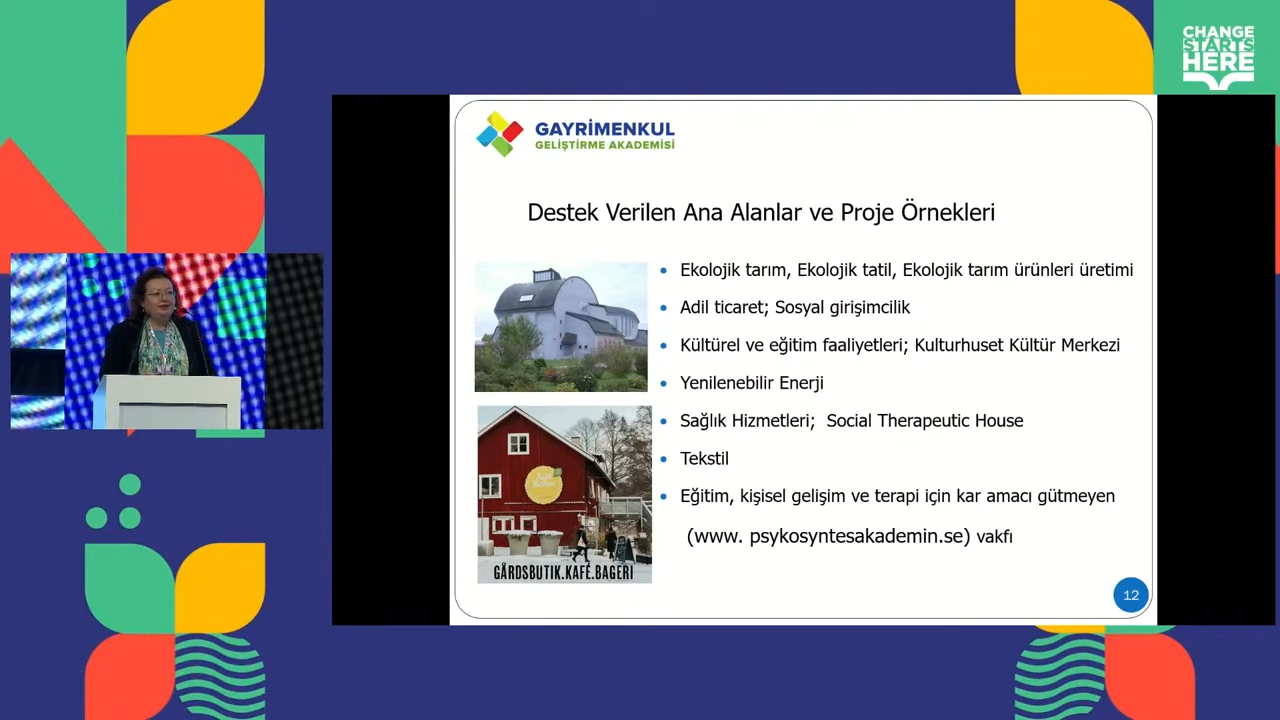 CHANGE
STARTS
HERE
GAYRİMENKUL
GELİŞTİRME AKADEMİSİ
Destek Verilen Ana Alanlar ve Proje Örnekleri
• Ekolojik tarım, Ekolojik tatil, Ekolojik tarım ürünleri üretimi
• Adil ticaret; Sosyal girişimcilik
• Kültürel ve eğitim faaliyetleri; Kulturhuset Kültür Merkezi
• Yenilenebilir Enerji
• Sağlık Hizmetleri; Social Therapeutic House
• Tekstil
• Eğitim, kişisel gelişim ve terapi için kar amacı gütmeyen
(www. psykosyntesakademin.se) vakfı
GÅRDSBUTIK.KAFÉ.BAGERI
12